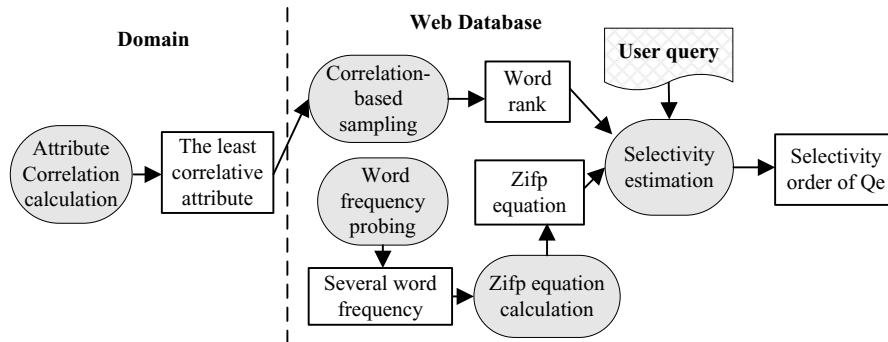 Domain
Web Database
Attribute
Correlation
calculation
The least
correlative
attribute
Correlation-
based
sampling
Word
rank
User query
Word
frequency
probing
Several word
frequency
Zifp equation
calculation
Zifp
equation
Selectivity
estimation
Selectivity
order of Qe